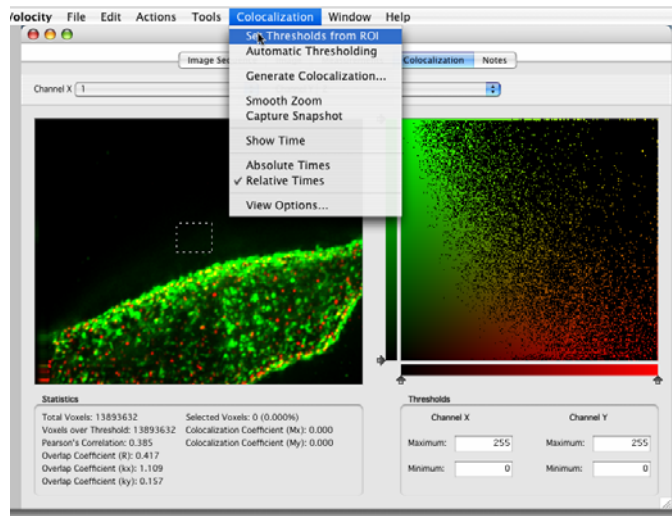 Volocity File Edit Actions Tools Colocalization Window Help
Set Thresholds from ROI
Automatic Thresholding
Image Se
Colocalization
Notes
Generate Colocalization...
Channel X 1
Smooth Zoom
Capture Snapshot
Show Time
Absolute Times
✓ Relative Times
View Options...
Statistics
Total Voxels: 13893632
Voxels over Threshold: 13893632
Pearson's Correlation: 0.385
Overlap Coefficient (R): 0.417
Overlap Coefficient (kx): 1.109
Overlap Coefficient (ky): 0.157
Selected Voxels: 0 (0.000%)
Colocalization Coefficient (Mx): 0.000
Colocalization Coefficient (My): 0.000
Thresholds
Channel X
Channel Y
Maximum: 255
Maximum: 255
Minimum: 0
Minimum: 0